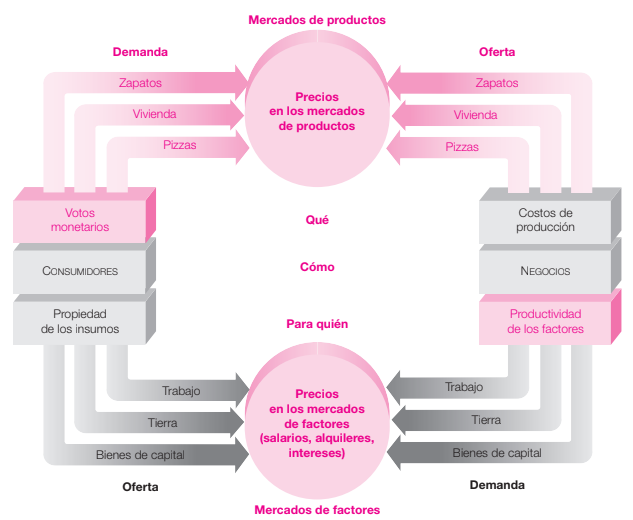 Mercados de productos
Demanda
Oferta
Zapatos
Zapatos
Precios
en los mercados
de productos
Vivienda
Vivienda
Pizzas
Pizzas
Votos
monetarios
Qué
Costos de
producción
CONSUMIDORES
Cómo
NEGOCIOS
Propiedad
de los insumos
Para quién
Productividad
de los factores
Trabajo
Trabajo
Precios
en los mercados
de factores
(salarios, alquileres,
intereses)
Tierra
Tierra
Bienes de capital
Bienes de capital
Oferta
Demanda
Mercados de factores